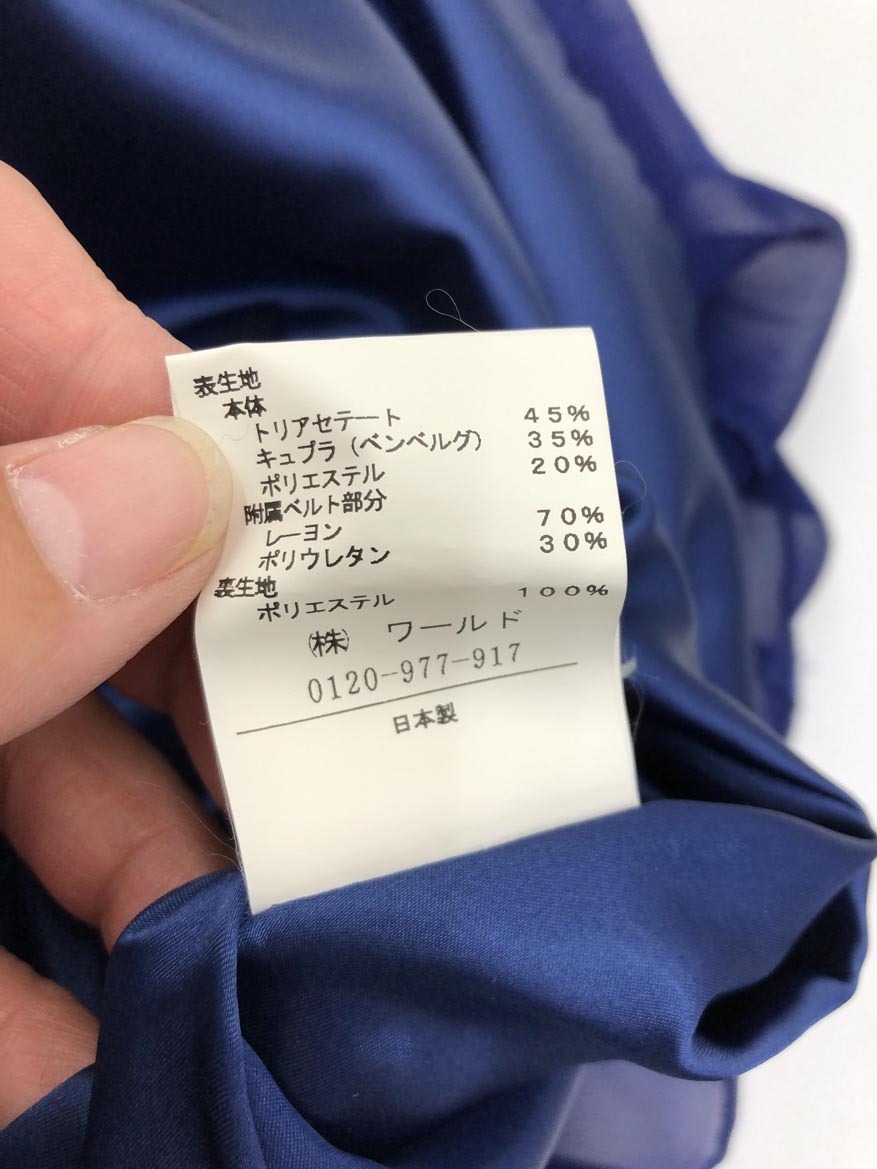 表生地
本体
トリアセテート 45%
キュプラ(ベンベルグ) 35%
ポリエステル 20%
附属ベルト部分
レーヨン 70%
ポリウレタン 30%
裏生地
ポリエステル 100%
㈱ ワールド
0120-977-917
日本製